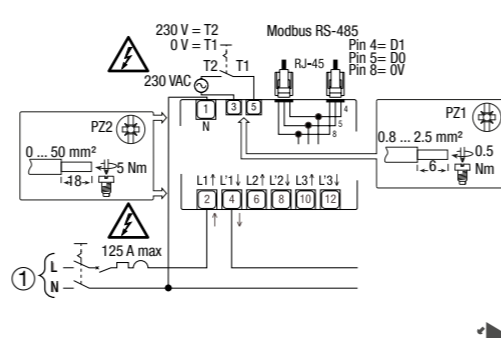 230 V = T2
0 V = T1
T2 T1
230 VAC
Modbus RS-485
Pin 4= D1
Pin 5= D0
Pin 8= 0V
RJ-45
1 3 5
N
4
5
8
PZ2
0 ... 50 mm²
18
5 Nm
PZ1
0.8 ... 2.5 mm²
6
0.5
Nm
L1↑ L'1↓ L2↑ L'2↓ L3↑ L'3↓
2 4 6 8 10 12
↑ ↓
125 A max
1
L
N